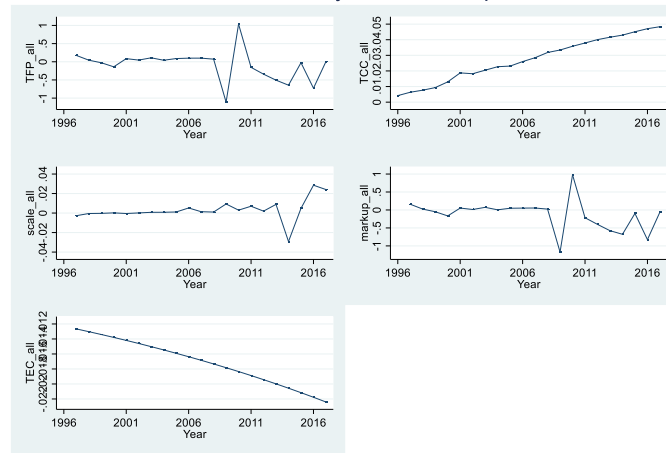 TFP_all
-1 -.5 0 .5 1
1996 2001 2006 2011 2016
Year
TCC_all
0 .01 .02 .03 .04 .05
1996 2001 2006 2011 2016
Year
scale_all
-.04 -.02 0 .02 .04
1996 2001 2006 2011 2016
Year
markup_all
-1 -.5 0 .5 1
1996 2001 2006 2011 2016
Year
TEC_all
1996 2001 2006 2011 2016
Year